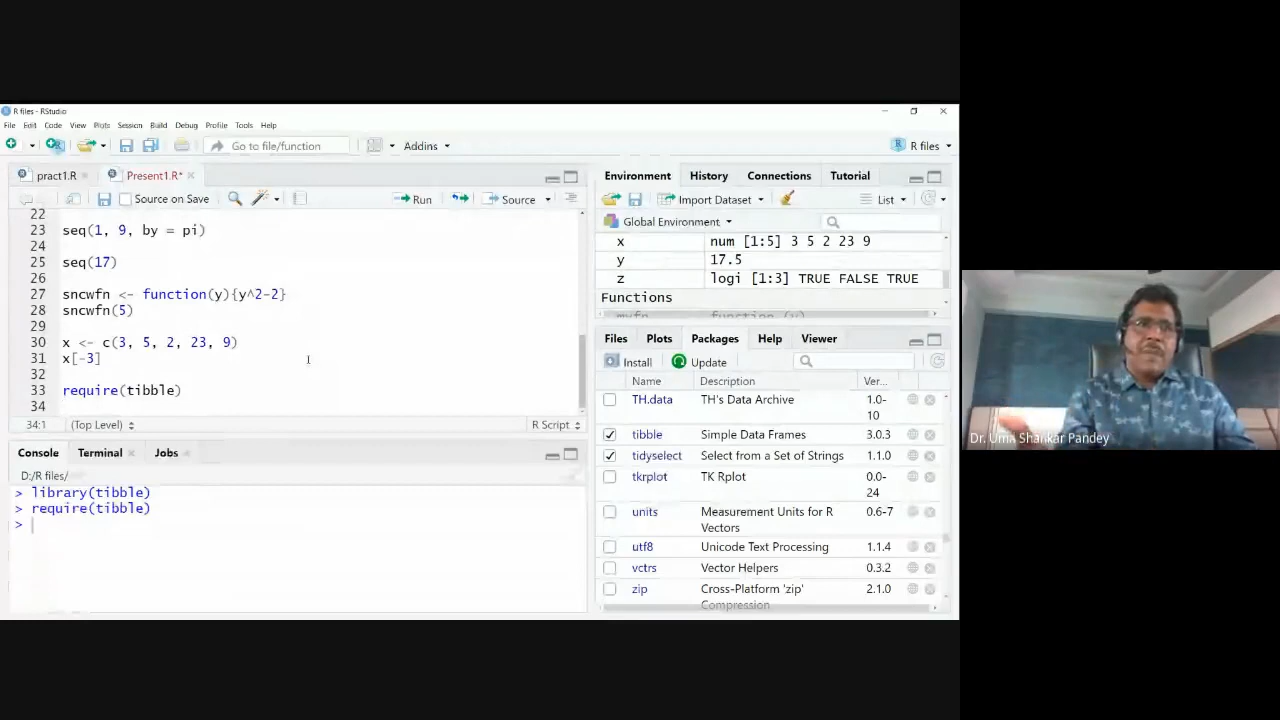 R files - RStudio
File Edit Code View Plots Session Build Debug Profile Tools Help
Go to file/function Addins R files
pract1.R Present1.R*
Source on Save Run Source
22
23 seq(1, 9, by = pi)
24
25 seq(17)
26
27 sncwfn <- function(y){y^2-2}
28 sncwfn(5)
29
30 x <- c(3, 5, 2, 23, 9)
31 x[-3]
32
33 require(tibble)
34
34:1 (Top Level) R Script
Console Terminal Jobs
D:/R files/
> library(tibble)
> require(tibble)
>
Environment History Connections Tutorial
Import Dataset List
Global Environment
x num [1:5] 3 5 2 23 9
y 17.5
z logi [1:3] TRUE FALSE TRUE
Functions
myfn function (y)
Files Plots Packages Help Viewer
Install Update
Name Description Ver...
TH.data TH's Data Archive 1.0-
10
tibble Simple Data Frames 3.0.3
tidyselect Select from a Set of Strings 1.1.0
tkrplot TK Rplot 0.0-
24
units Measurement Units for R 0.6-7
Vectors
utf8 Unicode Text Processing 1.1.4
vctrs Vector Helpers 0.3.2
zip Cross-Platform 'zip' 2.1.0
Compression
Dr. Uma Shankar Pandey